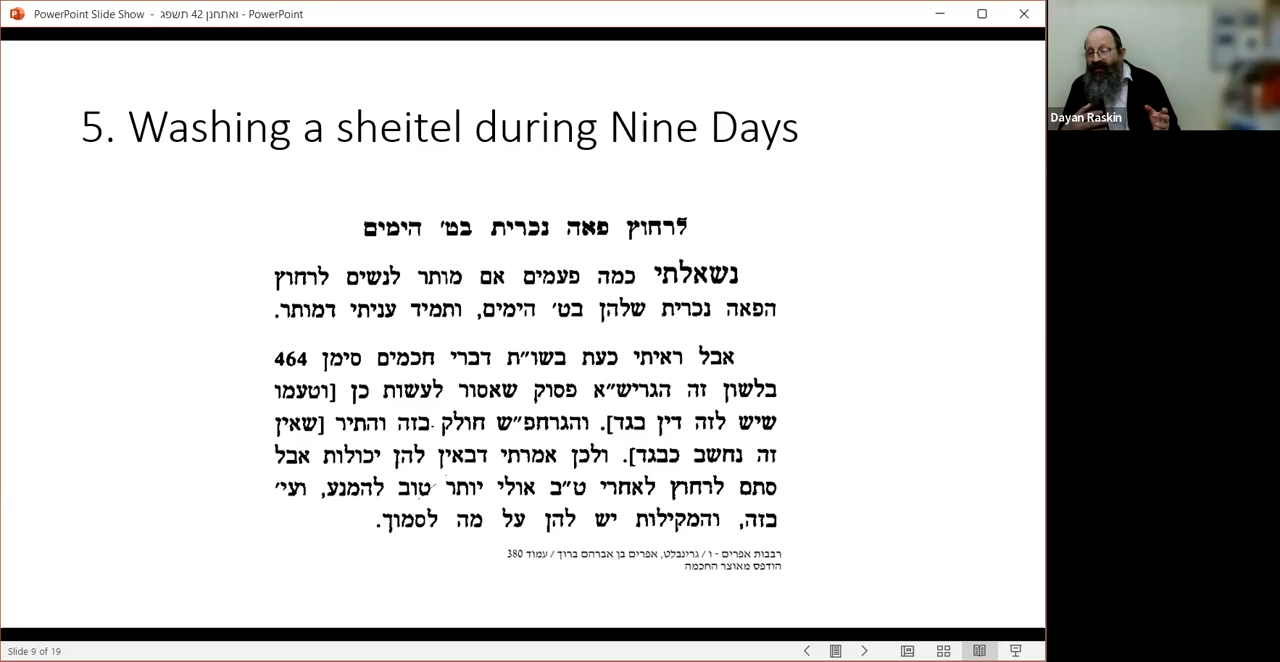 PowerPoint Slide Show - ואתחנן 42 תשפג - PowerPoint
Dayan Raskin
5. Washing a sheitel during Nine Days
לרחוץ פאה נכרית בט׳ הימים
נשאלתי כמה פעמים אם מותר לנשים לרחוץ
הפאה נכרית שלהן בט׳ הימים, ותמיד עניתי דמותר.
אבל ראיתי כעת בשו״ת דברי חכמים סימן 464
בלשון זה הגריש״א פסוק שאסור לעשות כן [וטעמו
שיש לזה דין בגד]. והגרחפ״ש חולק בזה והתיר [שאין
זה נחשב כבגד]. ולכן אמרתי דבאין להן יכולות אבל
סתם לרחוץ לאחרי ט״ב אולי יותר טוב להמנע, ועי׳
בזה, והמקילות יש להן על מה לסמוך.
רבבות אפרים - ו / גרינבלט, אפרים בן אברהם ברוך / עמוד 380
הודפס מאוצר החכמה
Slide 9 of 19